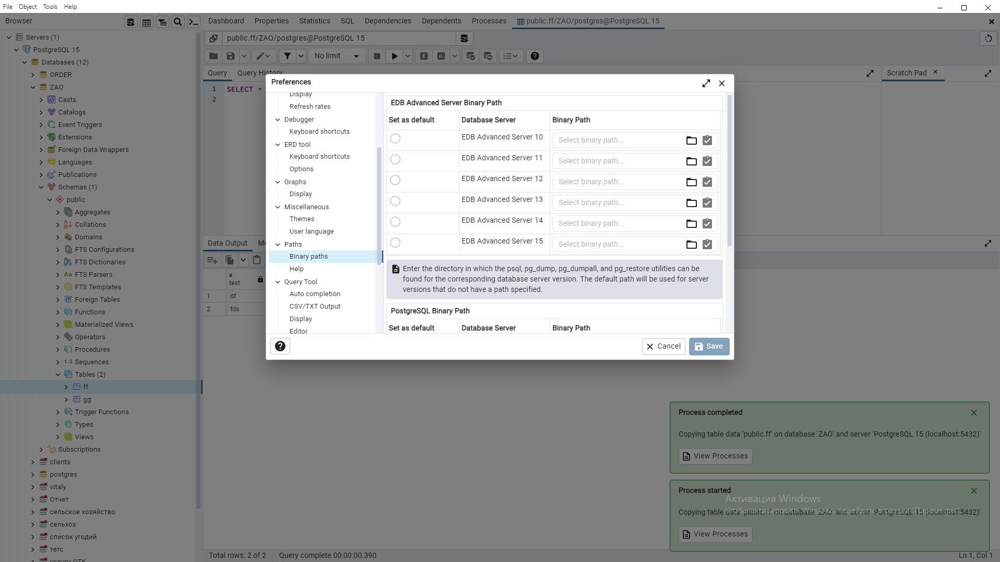 File Object Tools Help
Browser
Dashboard Properties Statistics SQL Dependencies Dependents Processes public.ff/ZAO/postgres@PostgreSQL 15
public.ff/ZAO/postgres@PostgreSQL 15
No limit
Query Query History
Scratch Pad
1 SELECT *
2
Servers (1)
PostgreSQL 15
Databases (12)
ORDER
ZAO
Casts
Catalogs
Event Triggers
Extensions
Foreign Data Wrappers
Languages
Publications
Schemas (1)
public
Aggregates
Collations
Domains
FTS Configurations
FTS Dictionaries
FTS Parsers
FTS Templates
Foreign Tables
Functions
Materialized Views
Operators
Procedures
1..3 Sequences
Tables (2)
ff
gg
Trigger Functions
Types
Views
Subscriptions
clients
postgres
vitaly
Отчет
сельское хозяйство
сельхоз
список угодий
тетс
услуги ОТК
Data Output
x
text
1 df
2 fds
Preferences
Display
Refresh rates
Debugger
Keyboard shortcuts
ERD tool
Keyboard shortcuts
Options
Graphs
Display
Miscellaneous
Themes
User language
Paths
Binary paths
Help
Query Tool
Auto completion
CSV/TXT Output
Display
Editor
EDB Advanced Server Binary Path
Set as default Database Server Binary Path
EDB Advanced Server 10 Select binary path...
EDB Advanced Server 11 Select binary path...
EDB Advanced Server 12 Select binary path...
EDB Advanced Server 13 Select binary path...
EDB Advanced Server 14 Select binary path...
EDB Advanced Server 15 Select binary path...
Enter the directory in which the psql, pg_dump, pg_dumpall, and pg_restore utilities can be
found for the corresponding database server version. The default path will be used for server
versions that do not have a path specified.
PostgreSQL Binary Path
Set as default Database Server Binary Path
Cancel Save
Process completed
Copying table data 'public.ff' on database 'ZAO' and server 'PostgreSQL 15 (localhost:5432)'
View Processes
Process started
Активация Windows
Чтобы активировать Windows, перейдите в раздел "Параметры".
Copying table data 'public.ff' on database 'ZAO' and server 'PostgreSQL 15 (localhost:5432)'
View Processes
Total rows: 2 of 2 Query complete 00:00:00.390
Ln 1, Col 1